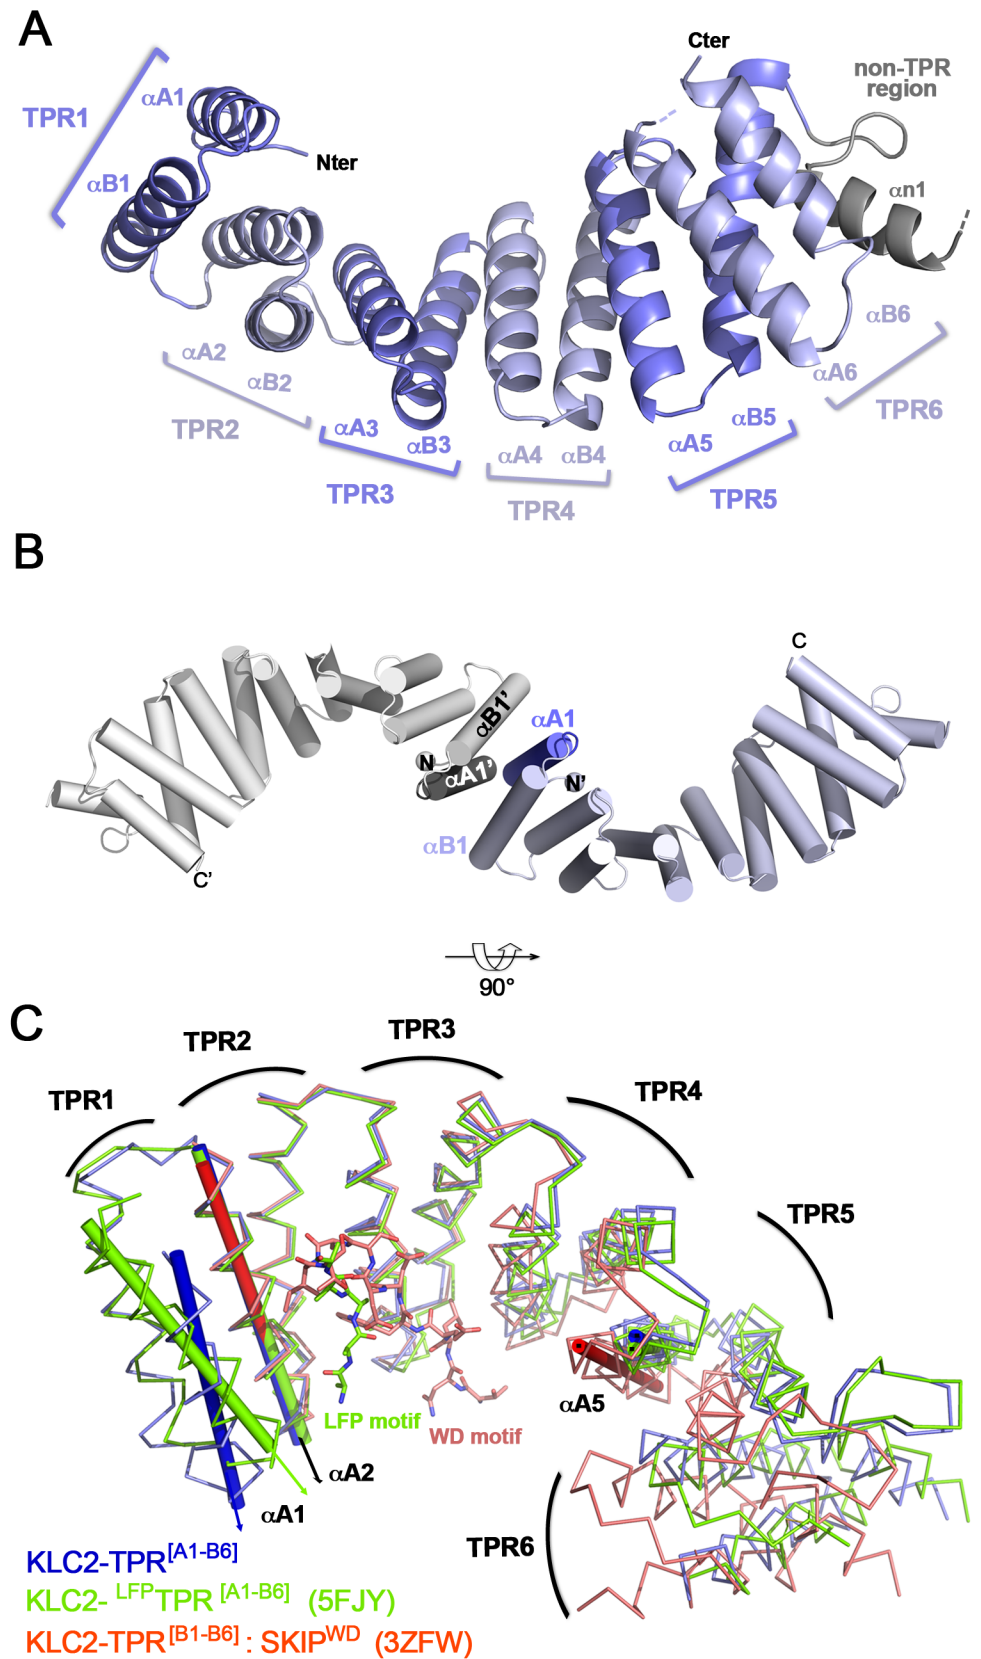 A
Cter
non-TPR
region
αA1
TPR1
Nter
αB1
αn1
αB6
αA2
αA6
αB2
TPR6
TPR2
αA3
αB5
αB3
αA5
αA4 αB4
TPR3
TPR5
TPR4
B
C
αB1’
αA1
N
αA1’
N’
αB1
C’
90°
C
TPR3
TPR2
TPR4
TPR1
TPR5
αA5
LFP motif
WD motif
αA2
αA1
TPR6
KLC2-TPR[A1-B6]
KLC2- LFPTPR [A1-B6] (5FJY)
KLC2-TPR[B1-B6] : SKIPWD (3ZFW)